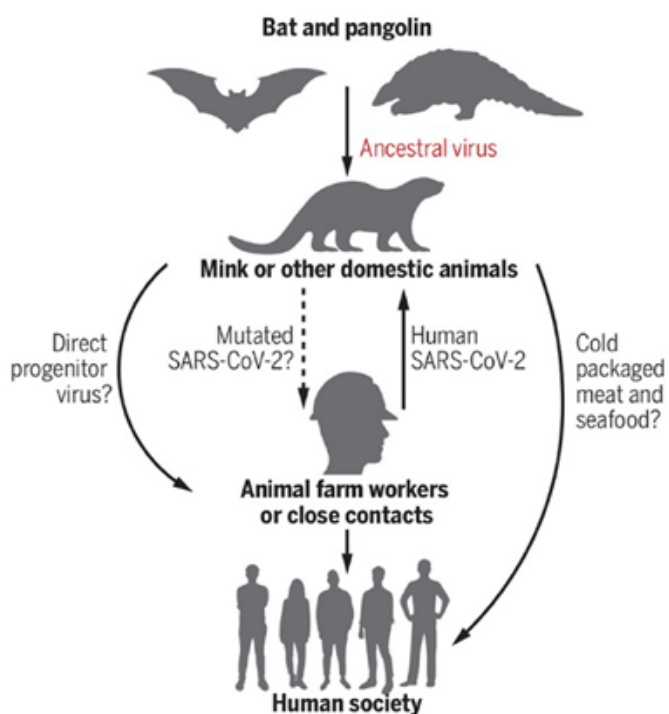 Bat and pangolin
Ancestral virus
Mink or other domestic animals
Direct
progenitor
virus?
Mutated
SARS-CoV-2?
Human
SARS-CoV-2
Cold
packaged
meat and
seafood?
Animal farm workers
or close contacts
Human society